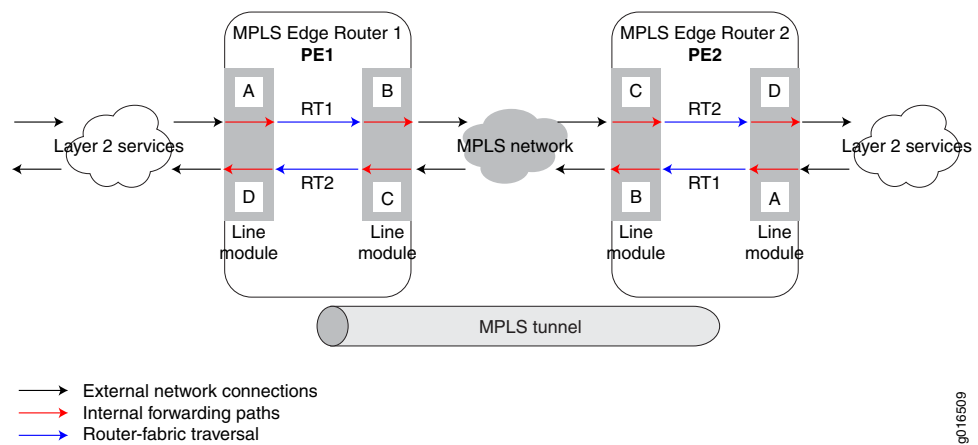 MPLS Edge Router 1
PE1
MPLS Edge Router 2
PE2
A
B
C
D
RT1
RT2
Layer 2 services
MPLS network
Layer 2 services
RT2
RT1
D
C
B
A
Line
module
Line
module
Line
module
Line
module
MPLS tunnel
External network connections
Internal forwarding paths
Router-fabric traversal
g016509